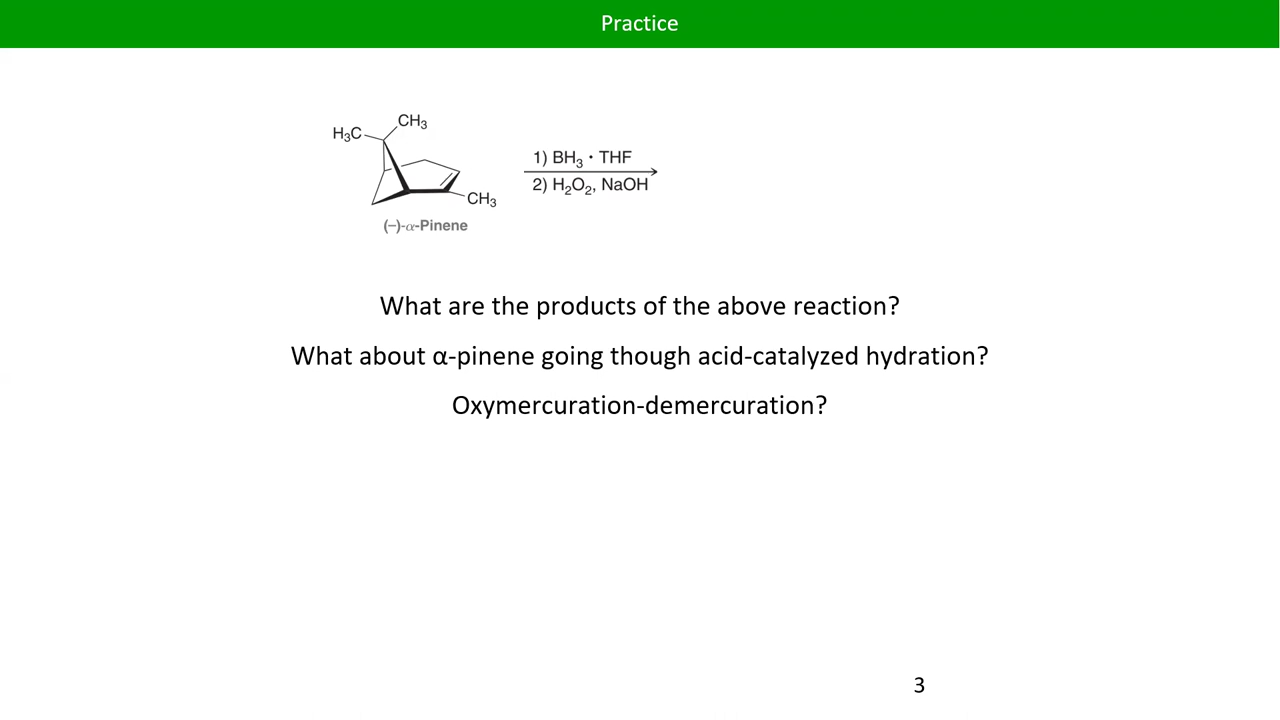 Practice
CH₃
H₃C
1) BH₃ • THF
2) H₂O₂, NaOH
CH₃
(–)-α-Pinene
What are the products of the above reaction?
What about α-pinene going though acid-catalyzed hydration?
Oxymercuration-demercuration?
3